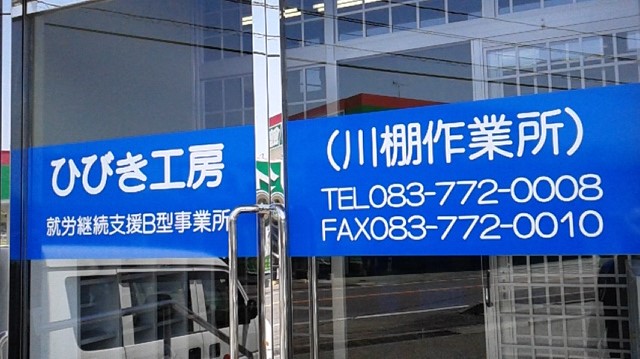 ひびき工房
就労継続支援B型事業所
（川棚作業所）
TEL083-772-0008
FAX083-772-0010